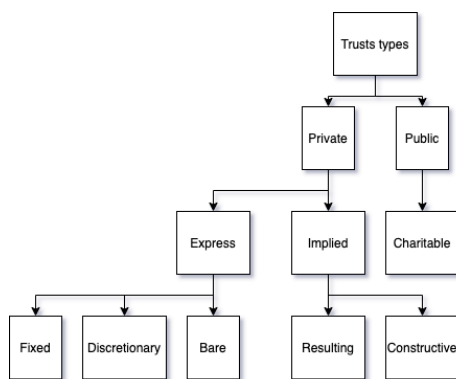 Trusts types
Private
Public
Express
Implied
Charitable
Fixed
Discretionary
Bare
Resulting
Constructive